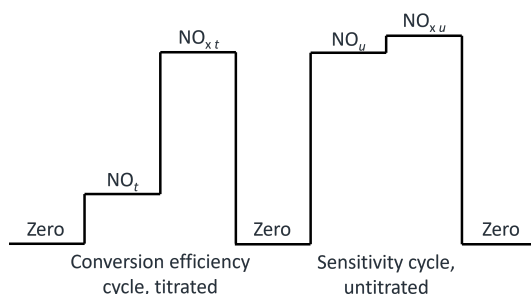 NOₓ ᵤ
NOₓ ₜ
NOᵤ
NOₜ
Zero
Zero
Zero
Conversion efficiency
cycle, titrated
Sensitivity cycle,
untitrated